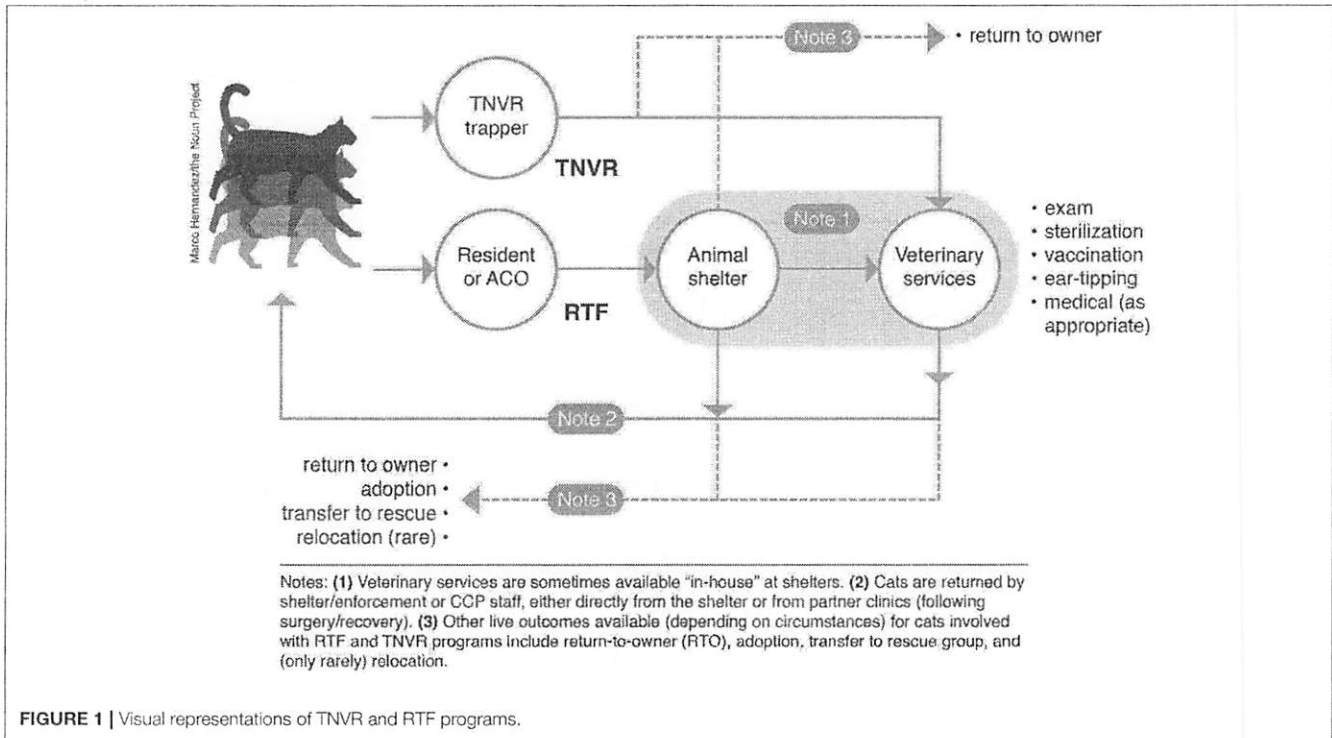 Note 3
• return to owner
Marco Hernandez/the Noun Project
TNVR
trapper
TNVR
Note 1
• exam
• sterilization
• vaccination
• ear-tipping
• medical (as
appropriate)
Resident
or ACO
RTF
Animal
shelter
Veterinary
services
Note 2
return to owner •
adoption •
transfer to rescue •
relocation (rare) •
Note 3
Notes: (1) Veterinary services are sometimes available "in-house" at shelters. (2) Cats are returned by
shelter/enforcement or CCP staff, either directly from the shelter or from partner clinics (following
surgery/recovery). (3) Other live outcomes available (depending on circumstances) for cats involved
with RTF and TNVR programs include return-to-owner (RTO), adoption, transfer to rescue group, and
(only rarely) relocation.
FIGURE 1 | Visual representations of TNVR and RTF programs.